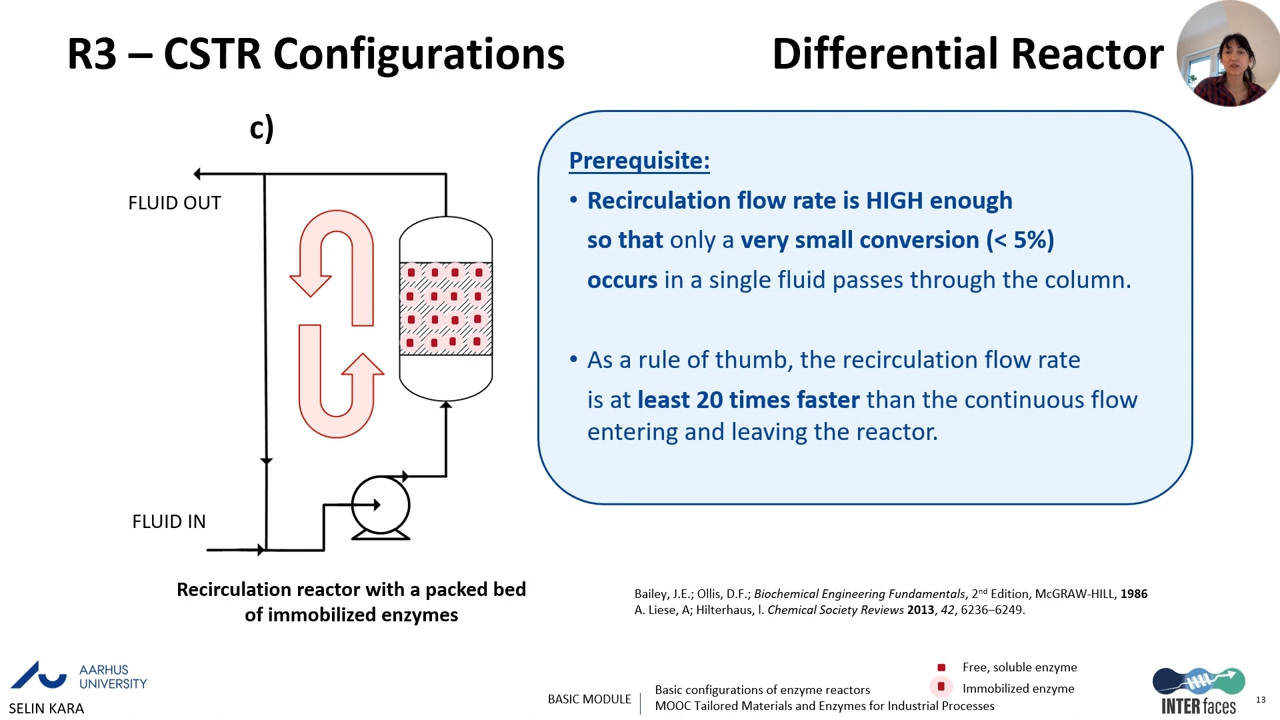 R3 – CSTR Configurations
Differential Reactor
c)
FLUID OUT
FLUID IN
Recirculation reactor with a packed bed
of immobilized enzymes
Prerequisite:
• Recirculation flow rate is HIGH enough
so that only a very small conversion (< 5%)
occurs in a single fluid passes through the column.
• As a rule of thumb, the recirculation flow rate
is at least 20 times faster than the continuous flow
entering and leaving the reactor.
Bailey, J.E.; Ollis, D.F.; Biochemical Engineering Fundamentals, 2nd Edition, McGRAW-HILL, 1986
A. Liese, A; Hilterhaus, l. Chemical Society Reviews 2013, 42, 6236–6249.
AARHUS
UNIVERSITY
SELIN KARA
BASIC MODULE
Basic configurations of enzyme reactors
MOOC Tailored Materials and Enzymes for Industrial Processes
Free, soluble enzyme
Immobilized enzyme
INTERfaces
13